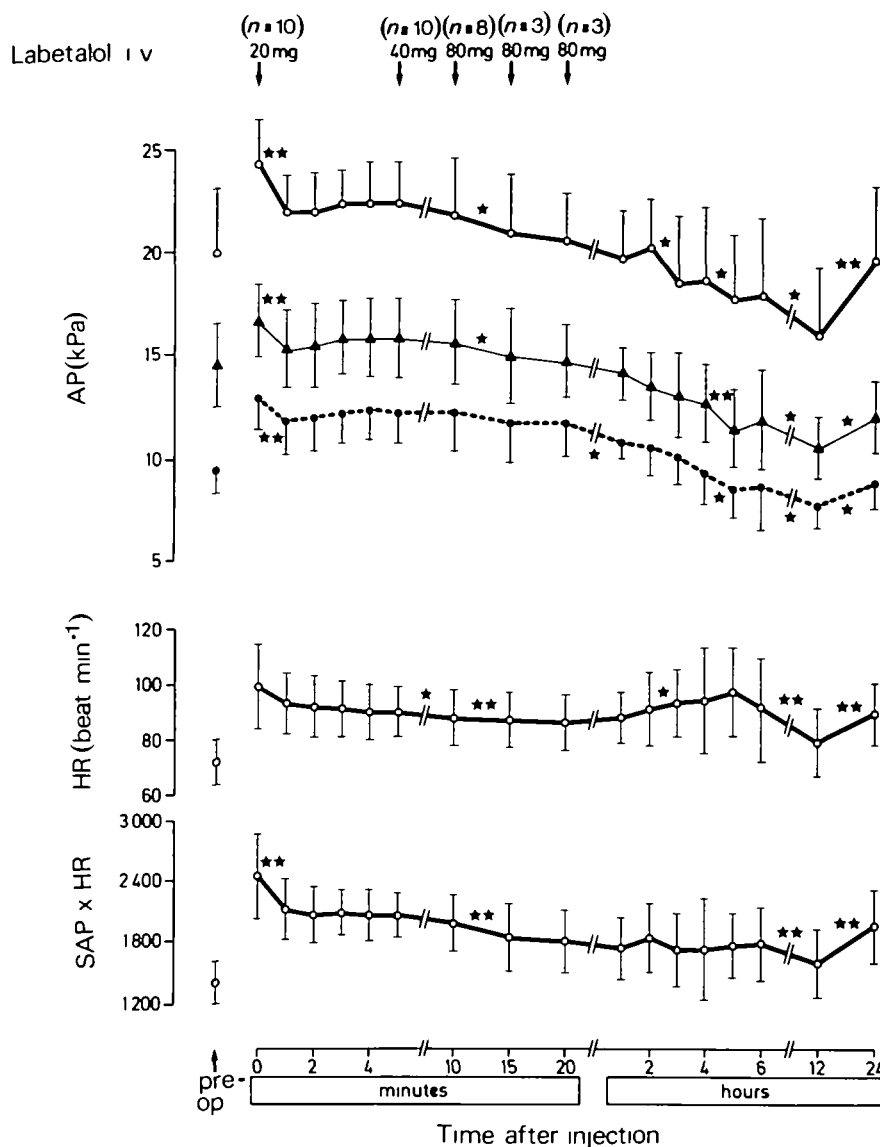 (n=10) (n=10) (n=8) (n=3) (n=3)
Labetalol i v 20mg 40mg 80mg 80mg 80mg
25
20
15
10
5
AP (kPa)
★★ ★ ★ ★ ★ ★★
★★ ★ ★★ ★ ★
★★ ★ ★ ★ ★
120
100
80
60
HR (beat min-1)
★ ★★ ★ ★★ ★★
3000
2400
1800
1200
SAP x HR
★★ ★★ ★★ ★★
0 2 4 10 15 20 2 4 6 12 24
pre-
op
minutes hours
Time after injection